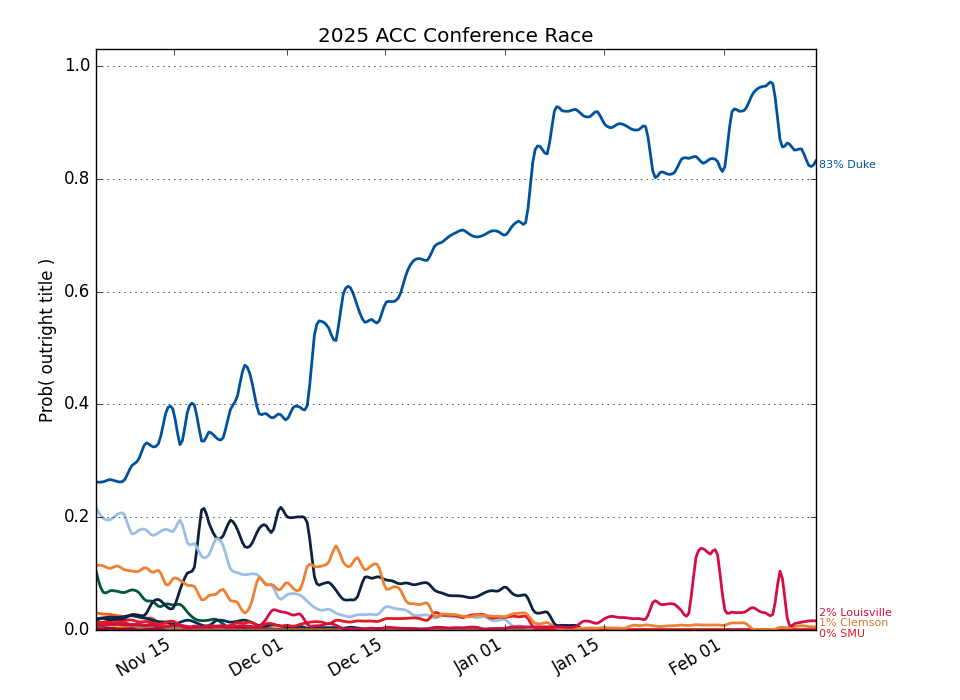 2025 ACC Conference Race
Prob( outright title )
1.0
0.8
0.6
0.4
0.2
0.0
83% Duke
2% Louisville
1% Clemson
0% SMU
Nov 15
Dec 01
Dec 15
Jan 01
Jan 15
Feb 01